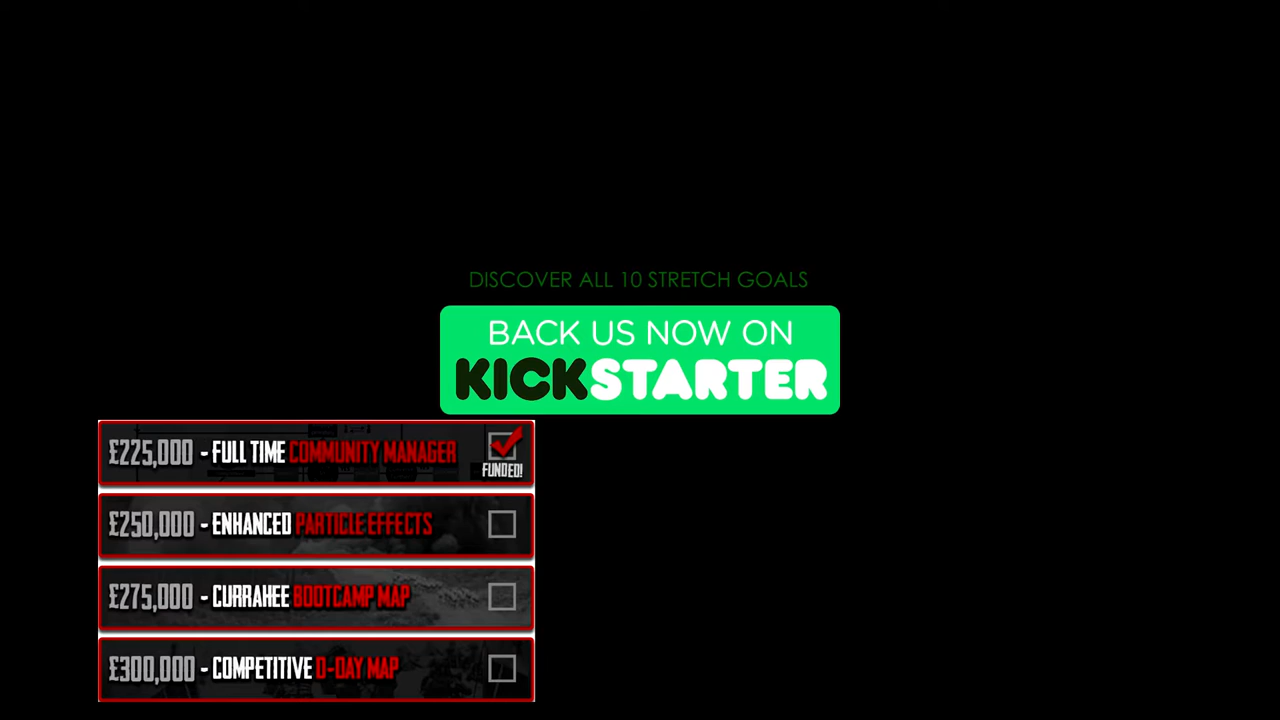 DISCOVER ALL 10 STRETCH GOALS
BACK US NOW ON
KICKSTARTER
£225,000 - FULL TIME COMMUNITY MANAGER
FUNDED!
£250,000 - ENHANCED PARTICLE EFFECTS
£275,000 - CURRAHEE BOOTCAMP MAP
£300,000 - COMPETITIVE D-DAY MAP